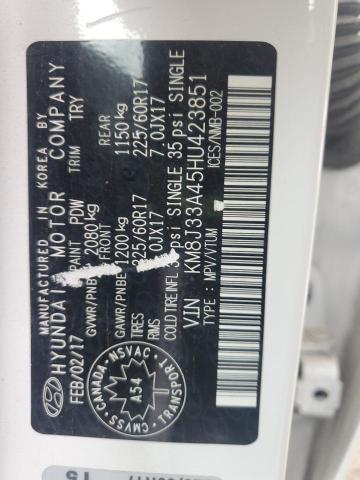 MANUFACTURED IN KOREA BY
HYUNDAI MOTOR COMPANY
FEB/02/17 PAINT PDW TRIM TRY
GVWR/PNBV 2080kg
GAWR/PNBE FRONT 1200kg REAR 1150kg
TIRES 225/60R17 225/60R17
RIMS 7.0JX17 7.0JX17
COLD TIRE INFL 35 psi SINGLE 35 psi SINGLE
VIN: KM8J33A45HU423851
TYPE: MPV/VTUM ICES/NMB-002
CMVSS-CANADA-NSVAC
TRANSPORT
A54
T5